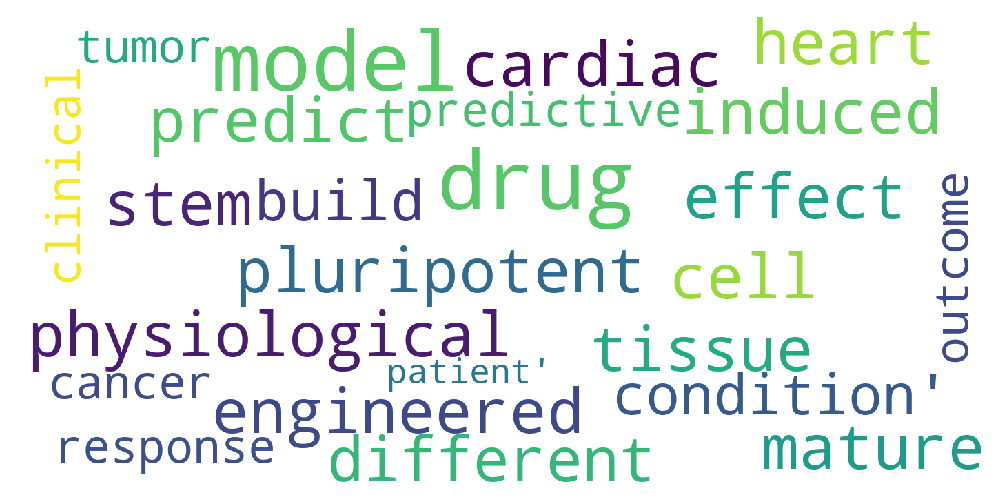 tumor
model
cardiac
heart
clinical
predict
predictive
induced
drug
stem
build
effect
outcome
pluripotent
cell
physiological
tissue
cancer
patient'
condition'
engineered
response
different
mature